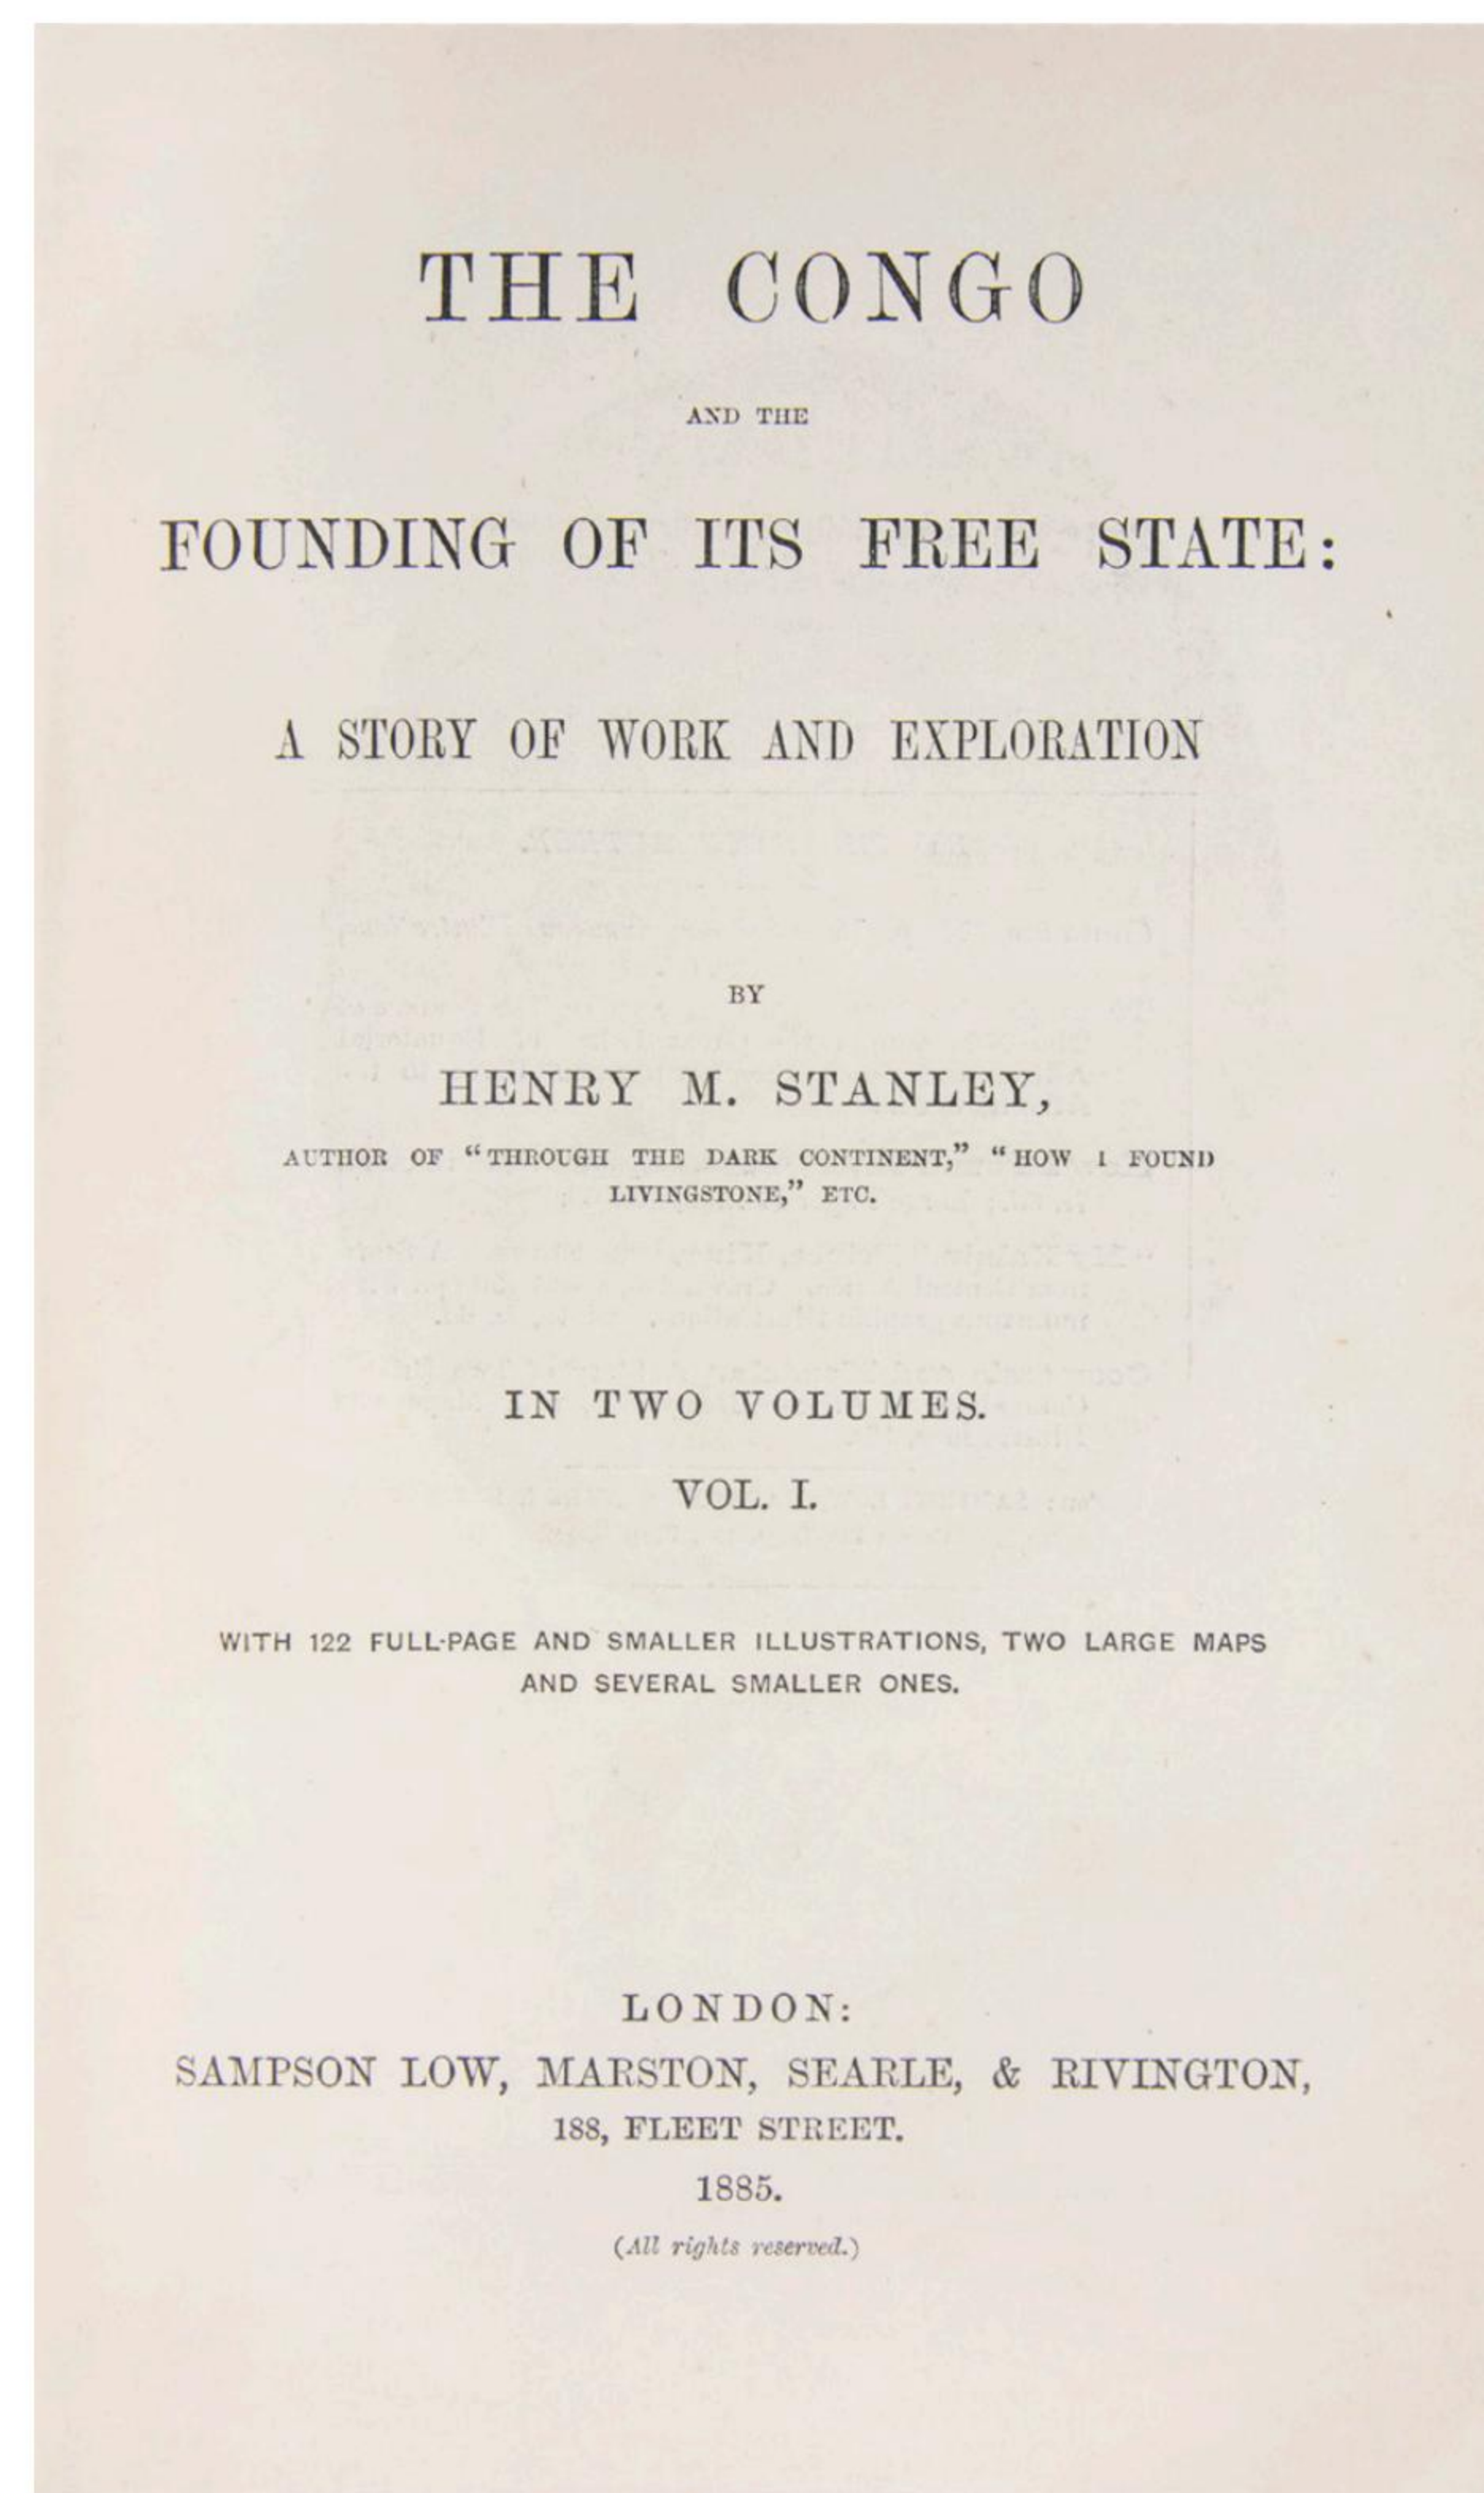 THE CONGO
AND THE
FOUNDING OF ITS FREE STATE:
A STORY OF WORK AND EXPLORATION
BY
HENRY M. STANLEY,
AUTHOR OF “THROUGH THE DARK CONTINENT,” “HOW I FOUND
LIVINGSTONE,” ETC.
IN TWO VOLUMES.
VOL. I.
WITH 122 FULL-PAGE AND SMALLER ILLUSTRATIONS, TWO LARGE MAPS
AND SEVERAL SMALLER ONES.
LONDON:
SAMPSON LOW, MARSTON, SEARLE, & RIVINGTON,
188, FLEET STREET.
1885.
(All rights reserved.)